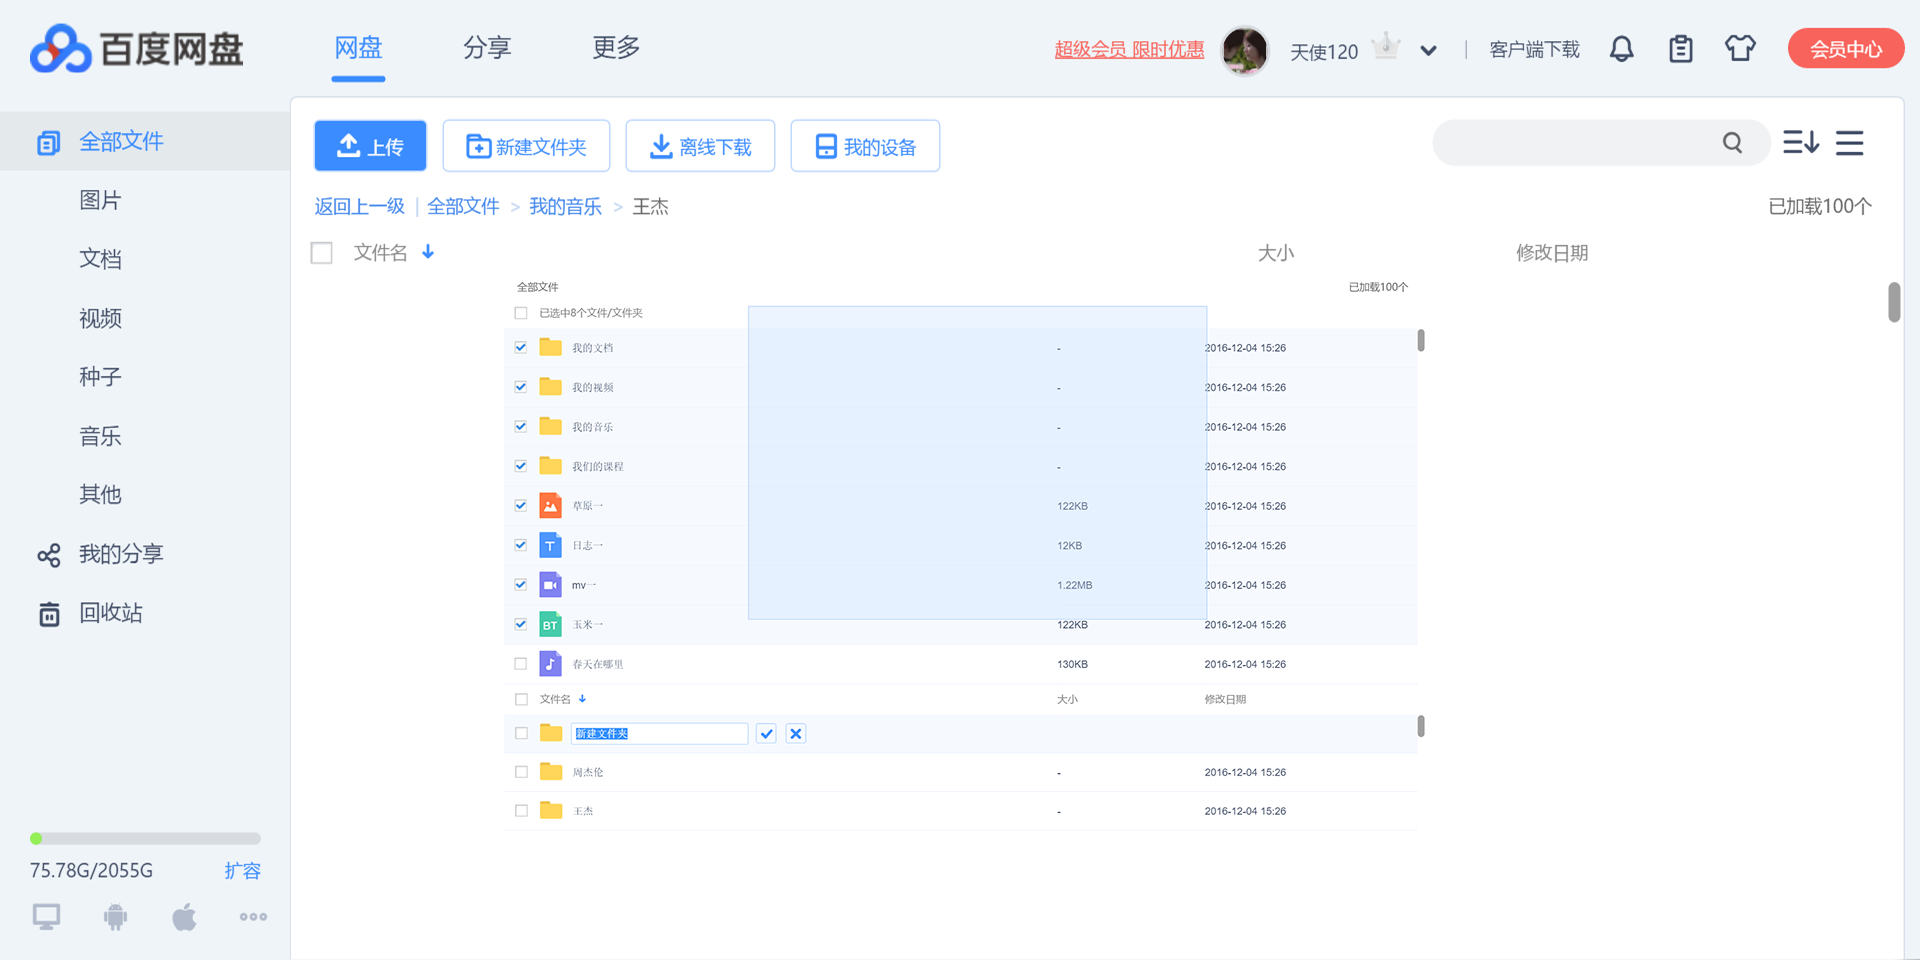 百度网盘
网盘 分享 更多
超级会员 限时优惠 天使120 客户端下载 会员中心
全部文件
图片
文档
视频
种子
音乐
其他
我的分享
回收站
75.78G/2055G 扩容
上传 新建文件夹 离线下载 我的设备
返回上一级 | 全部文件 > 我的音乐 > 王杰 已加载100个
文件名 大小 修改日期
全部文件 已加载100个
已选中8个文件/文件夹
我的文档 - 2016-12-04 15:26
我的视频 - 2016-12-04 15:26
我的音乐 - 2016-12-04 15:26
我们的课程 - 2016-12-04 15:26
草原一 122KB 2016-12-04 15:26
T 日志一 12KB 2016-12-04 15:26
mv一 1.22MB 2016-12-04 15:26
BT 玉米一 122KB 2016-12-04 15:26
春天在哪里 130KB 2016-12-04 15:26
文件名 大小 修改日期
新建文件夹
周杰伦 - 2016-12-04 15:26
王杰 - 2016-12-04 15:26